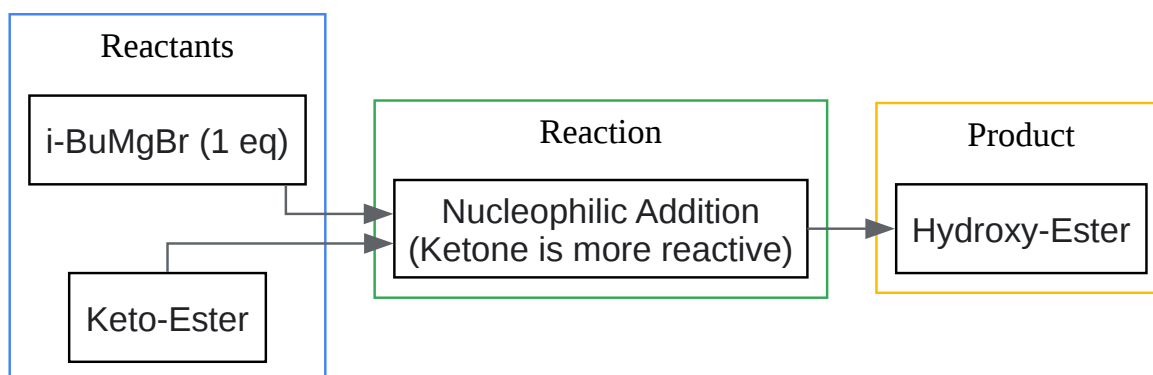 Reactants
i-BuMgBr (1 eq)
Keto-Ester
Reaction
Nucleophilic Addition
(Ketone is more reactive)
Product
Hydroxy-Ester